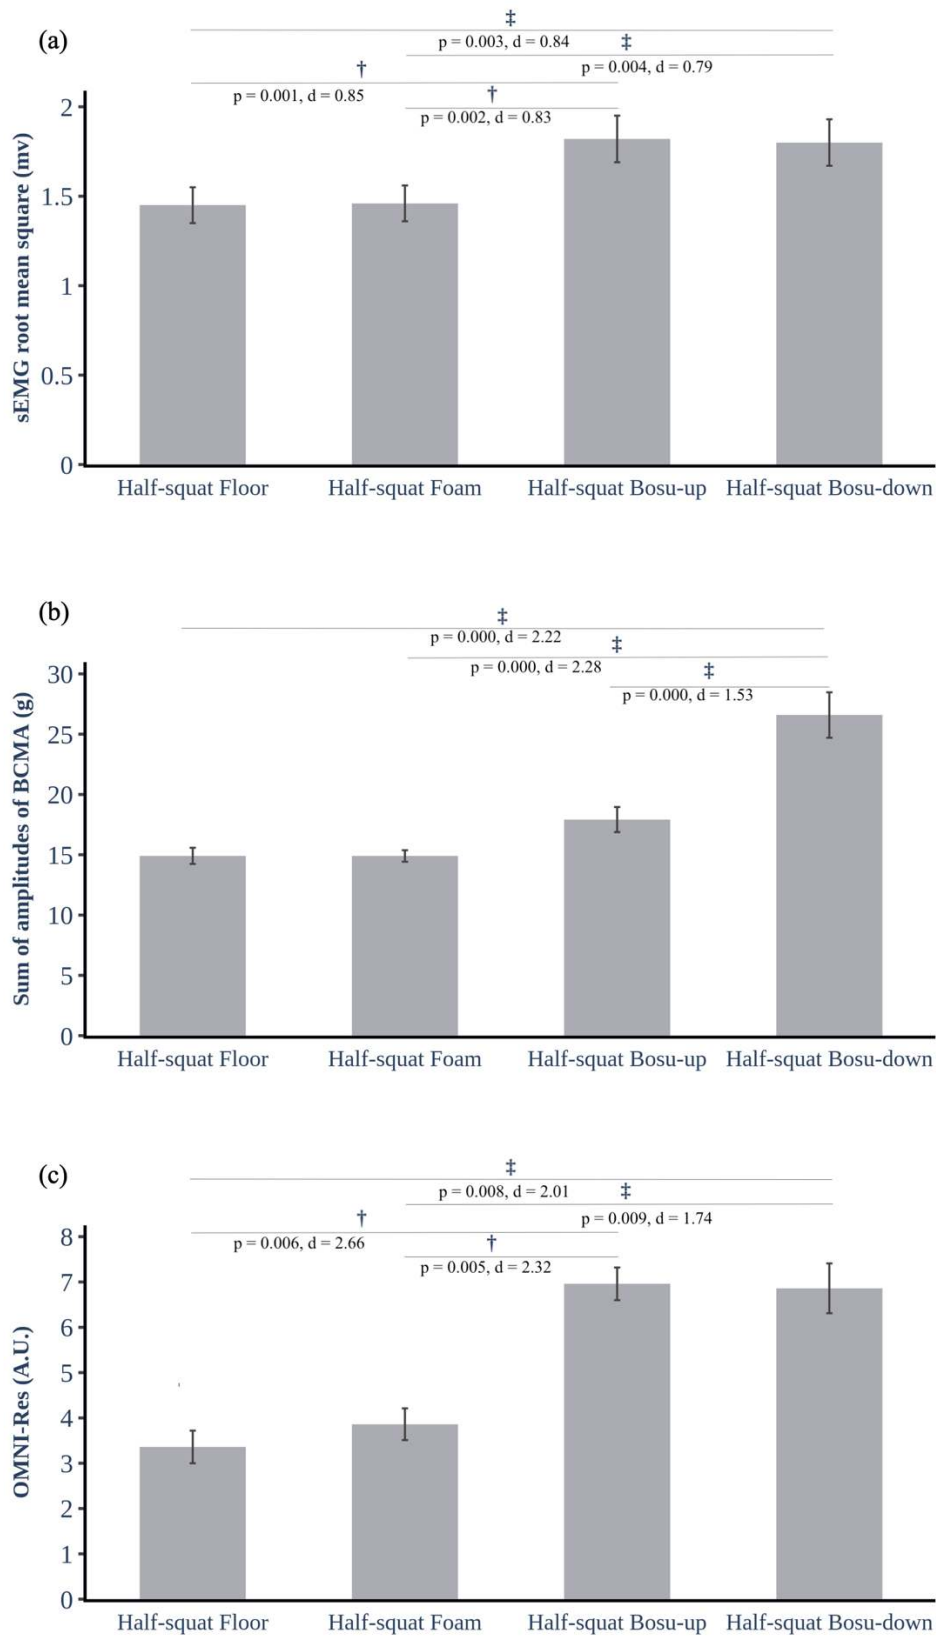 (a)
‡
p = 0.003, d = 0.84
‡
p = 0.004, d = 0.79
†
p = 0.001, d = 0.85
†
p = 0.002, d = 0.83
sEMG root mean square (mv)
2
1.5
1
0.5
0
Half-squat Floor Half-squat Foam Half-squat Bosu-up Half-squat Bosu-down
(b)
‡
p = 0.000, d = 2.22
‡
p = 0.000, d = 2.28
‡
p = 0.000, d = 1.53
Sum of amplitudes of BCMA (g)
30
25
20
15
10
5
0
Half-squat Floor Half-squat Foam Half-squat Bosu-up Half-squat Bosu-down
(c)
‡
p = 0.008, d = 2.01
‡
p = 0.009, d = 1.74
†
p = 0.006, d = 2.66
†
p = 0.005, d = 2.32
OMNI-Res (A.U.)
8
7
6
5
4
3
2
1
0
Half-squat Floor Half-squat Foam Half-squat Bosu-up Half-squat Bosu-down